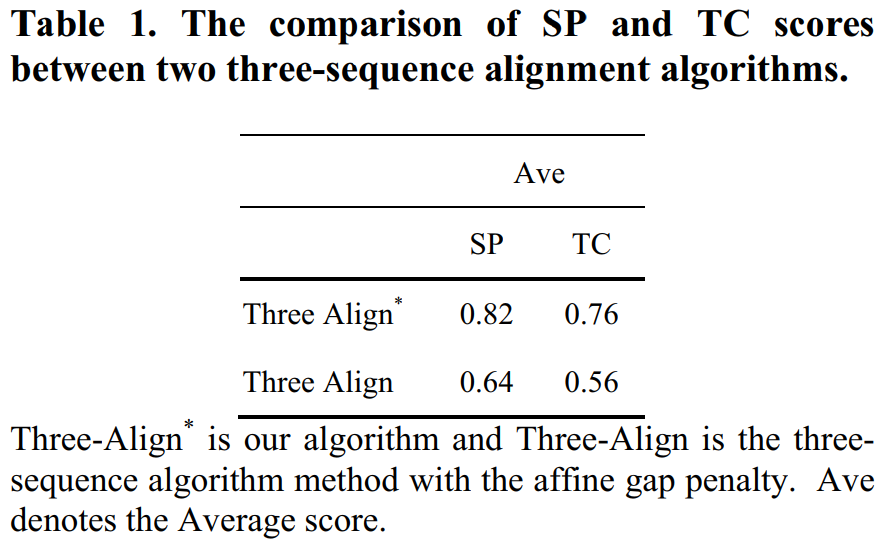 Table 1. The comparison of SP and TC scores
between two three-sequence alignment algorithms.
Ave
SP TC
Three Align* 0.82 0.76
Three Align 0.64 0.56
Three-Align* is our algorithm and Three-Align is the three-
sequence algorithm method with the affine gap penalty. Ave
denotes the Average score.